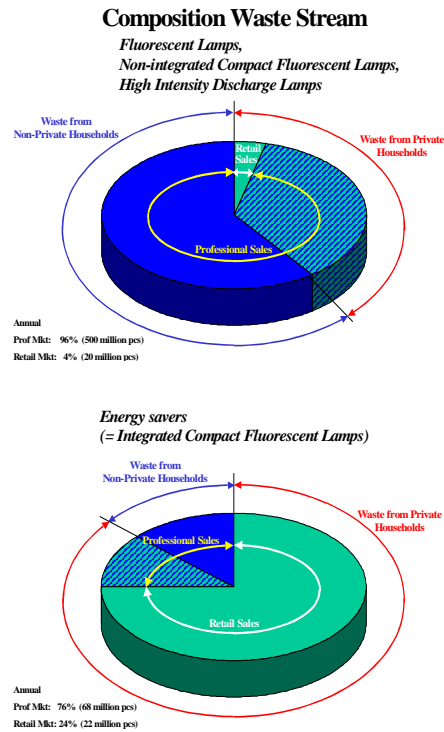 Composition Waste Stream
Fluorescent Lamps,
Non-integrated Compact Fluorescent Lamps,
High Intensity Discharge Lamps
Waste from
Non-Private Households
Waste from Private
Households
Retail
Sales
Professional Sales
Annual
Prof Mkt: 96% (500 million pcs)
Retail Mkt: 4% (20 million pcs)
Energy savers
(= Integrated Compact Fluorescent Lamps)
Waste from
Non-Private Households
Waste from Private
Households
Professional Sales
Retail Sales
Annual
Prof Mkt: 76% (68 million pcs)
Retail Mkt: 24% (22 million pcs)